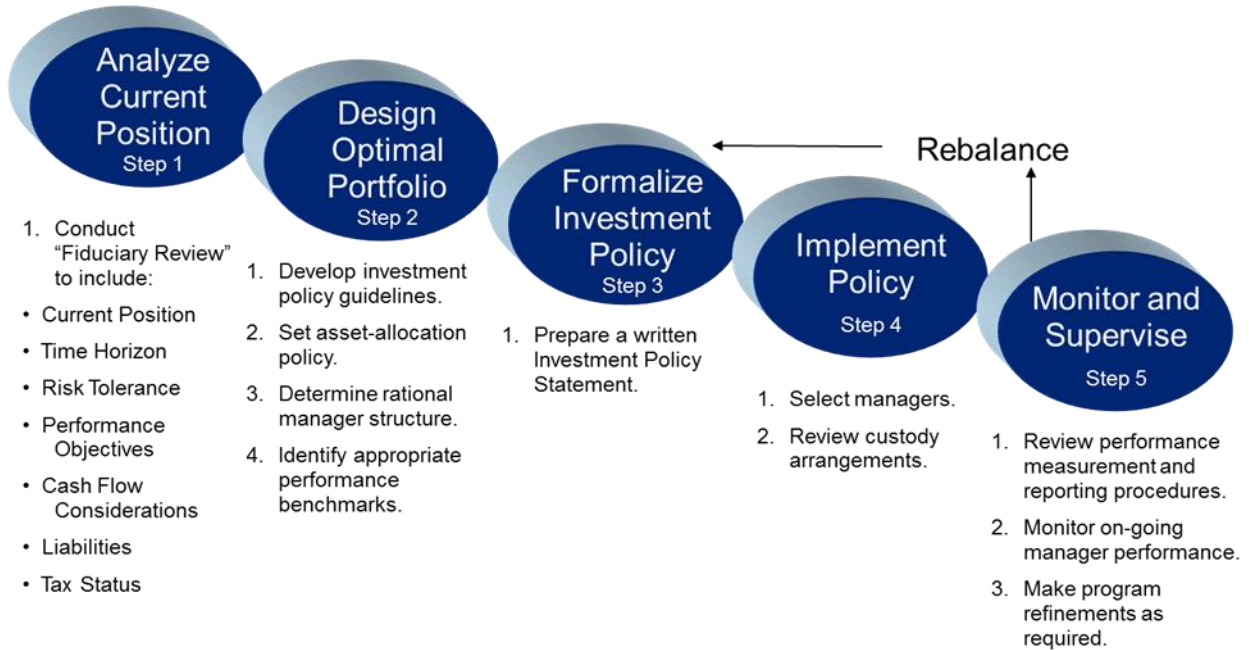 Analyze
Current
Position
Step 1
1. Conduct
“Fiduciary Review”
to include:
• Current Position
• Time Horizon
• Risk Tolerance
• Performance
Objectives
• Cash Flow
Considerations
• Liabilities
• Tax Status
Design
Optimal
Portfolio
Step 2
1. Develop investment
policy guidelines.
2. Set asset-allocation
policy.
3. Determine rational
manager structure.
4. Identify appropriate
performance
benchmarks.
Formalize
Investment
Policy
Step 3
1. Prepare a written
Investment Policy
Statement.
Rebalance
Implement
Policy
Step 4
1. Select managers.
2. Review custody
arrangements.
Monitor and
Supervise
Step 5
1. Review performance
measurement and
reporting procedures.
2. Monitor on-going
manager performance.
3. Make program
refinements as
required.